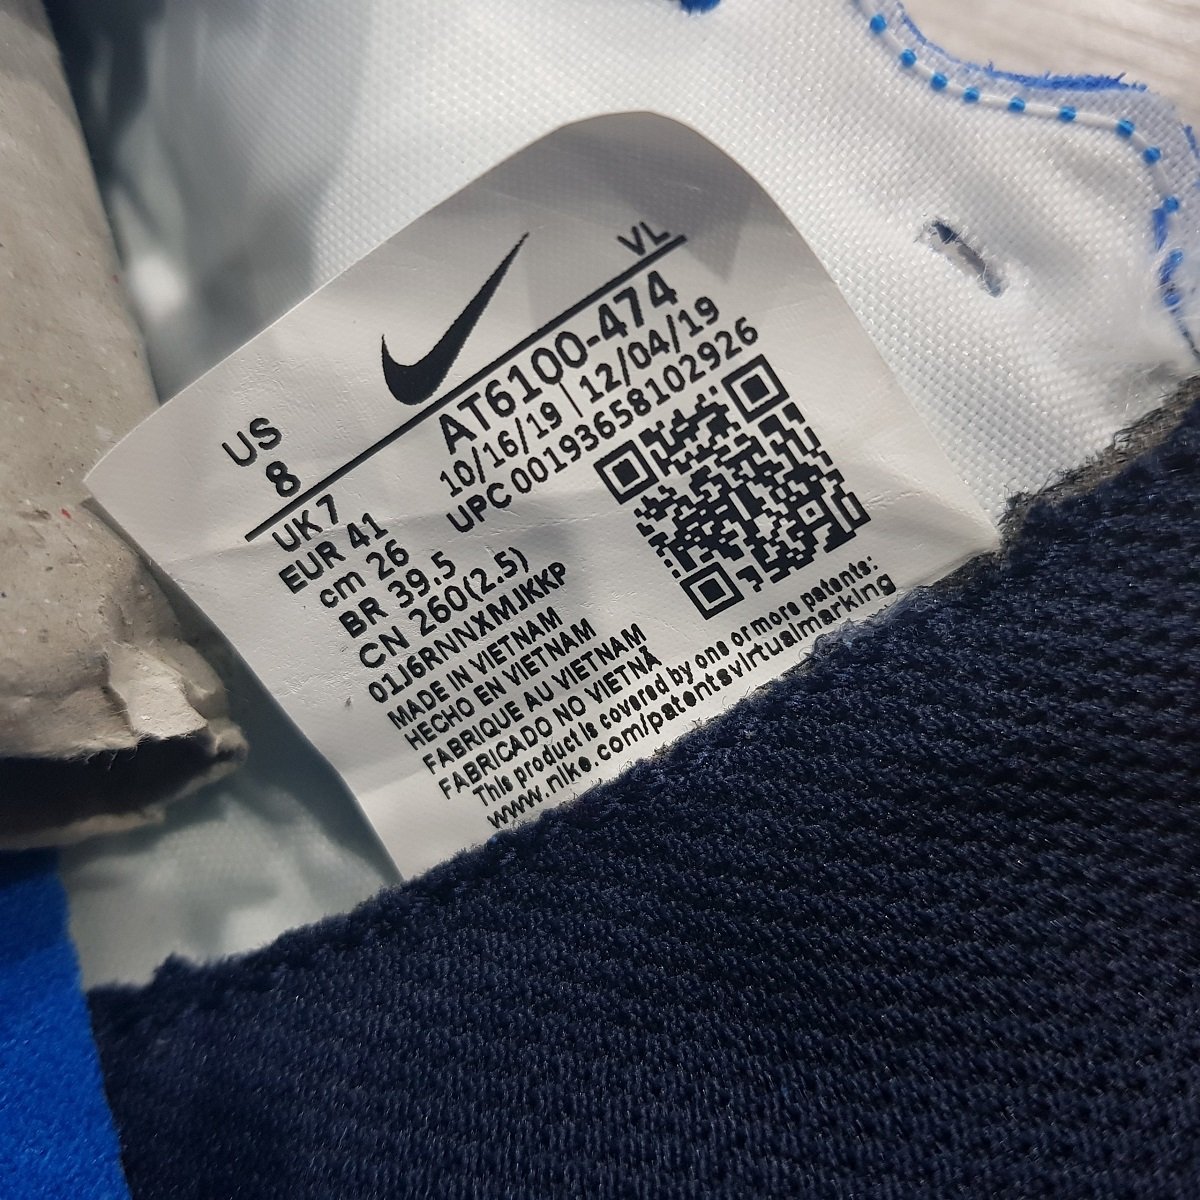 VL
US
8
AT6100-474
10/16/19 | 12/04/19
UPC 00193658102926
UK 7
EUR 41
cm 26
BR 39.5
CN 260(2.5)
01J6RNNXMIJKKP
MADE IN VIETNAM
HECHO EN VIETNAM
FABRIQUE AU VIETNAM
FABRICADO NO VIETNÃ
This product is covered by one or more patents:
www.nike.com/patentsvirtualmarking